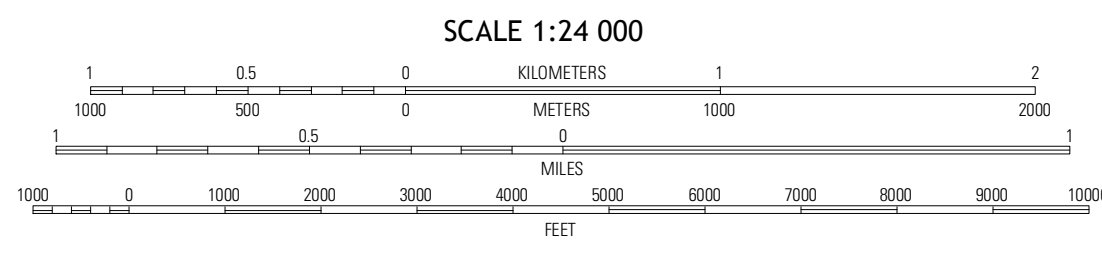 SCALE 1:24 000
1 0.5 0 KILOMETERS 1 2
1000 500 0 METERS 1000 2000
1 0.5 0 1
MILES
1000 0 1000 2000 3000 4000 5000 6000 7000 8000 9000 10000
FEET